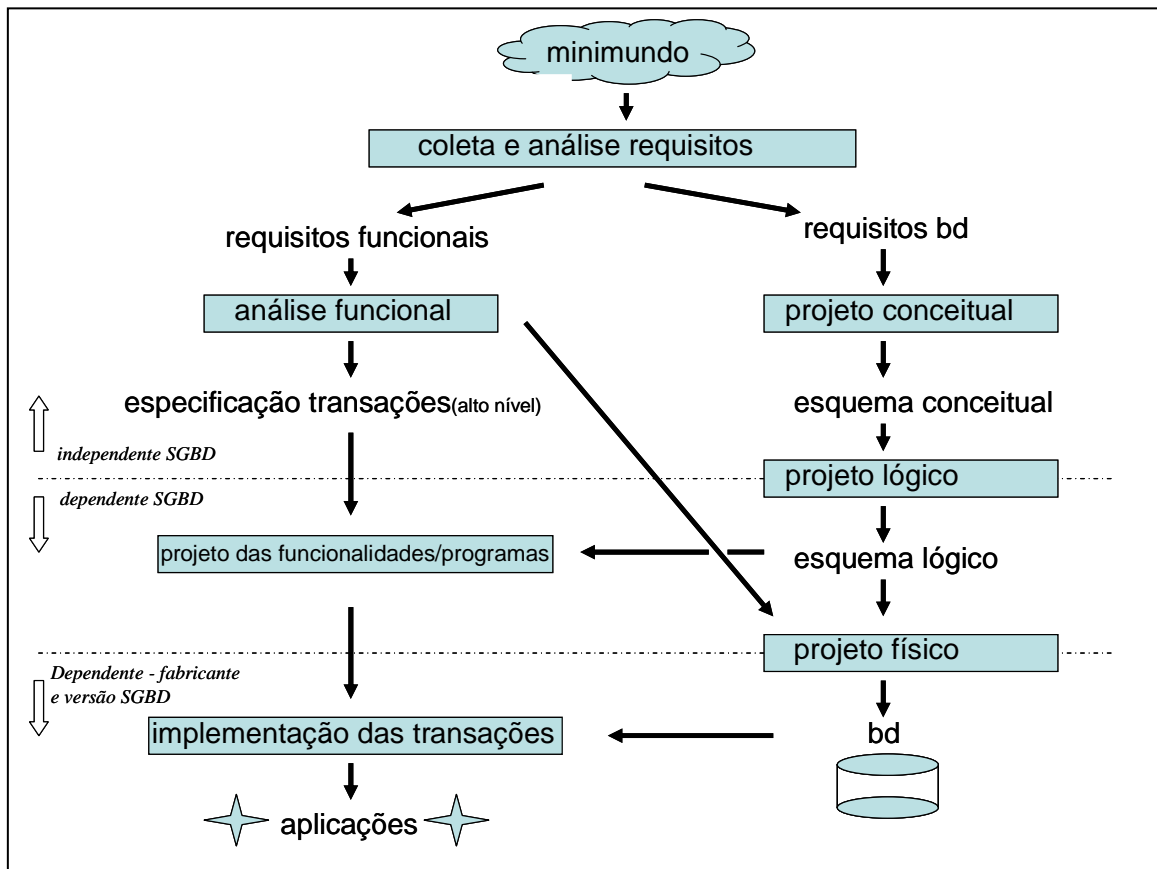 minimundo
coleta e análise requisitos
requisitos funcionais
requisitos bd
análise funcional
projeto conceitual
especificação transações(alto nível)
esquema conceitual
independente SGBD
projeto lógico
dependente SGBD
projeto das funcionalidades/programas
esquema lógico
projeto físico
Dependente - fabricante
e versão SGBD
implementação das transações
bd
aplicações